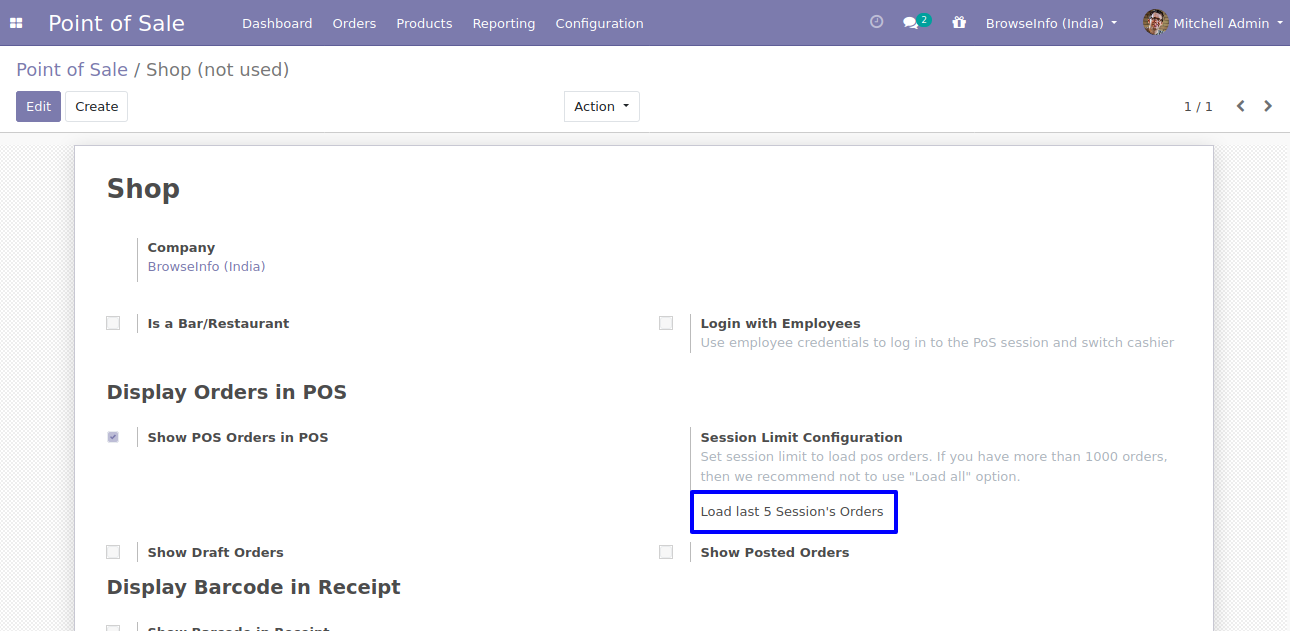 Point of Sale Dashboard Orders Products Reporting Configuration 2 BrowseInfo (India) Mitchell Admin
Point of Sale / Shop (not used)
Edit Create Action 1 / 1
Shop
Company
BrowseInfo (India)
Is a Bar/Restaurant
Login with Employees
Use employee credentials to log in to the PoS session and switch cashier
Display Orders in POS
Show POS Orders in POS
Session Limit Configuration
Set session limit to load pos orders. If you have more than 1000 orders,
then we recommend not to use "Load all" option.
Load last 5 Session's Orders
Show Draft Orders
Show Posted Orders
Display Barcode in Receipt
Show Barcode in Receipt